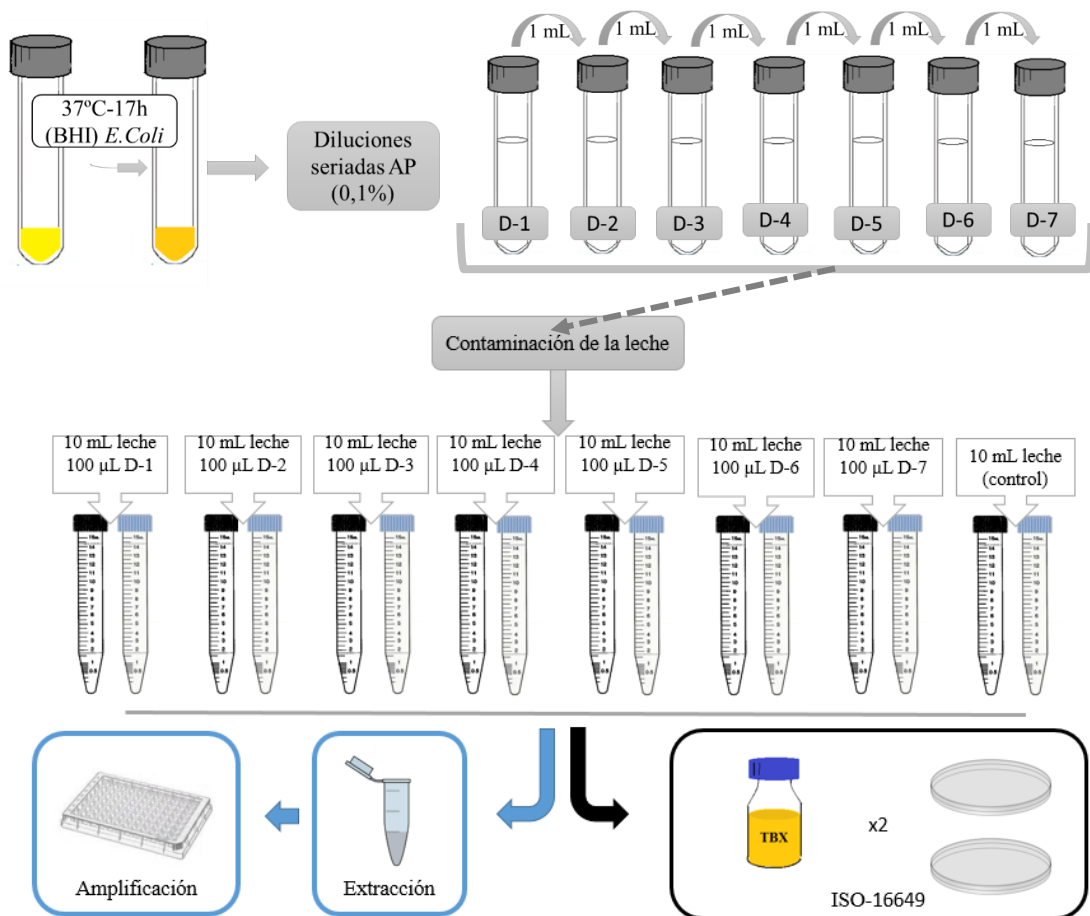 1 mL
1 mL
1 mL
1 mL
1 mL
1 mL
37ºC-17h
(BHI) E.Coli
Diluciones
seriadas AP
(0,1%)
D-1
D-2
D-3
D-4
D-5
D-6
D-7
Contaminación de la leche
10 mL leche
100 µL D-1
10 mL leche
100 µL D-2
10 mL leche
100 µL D-3
10 mL leche
100 µL D-4
10 mL leche
100 µL D-5
10 mL leche
100 µL D-6
10 mL leche
100 µL D-7
10 mL leche
(control)
Amplificación
Extracción
TBX
x2
ISO-16649